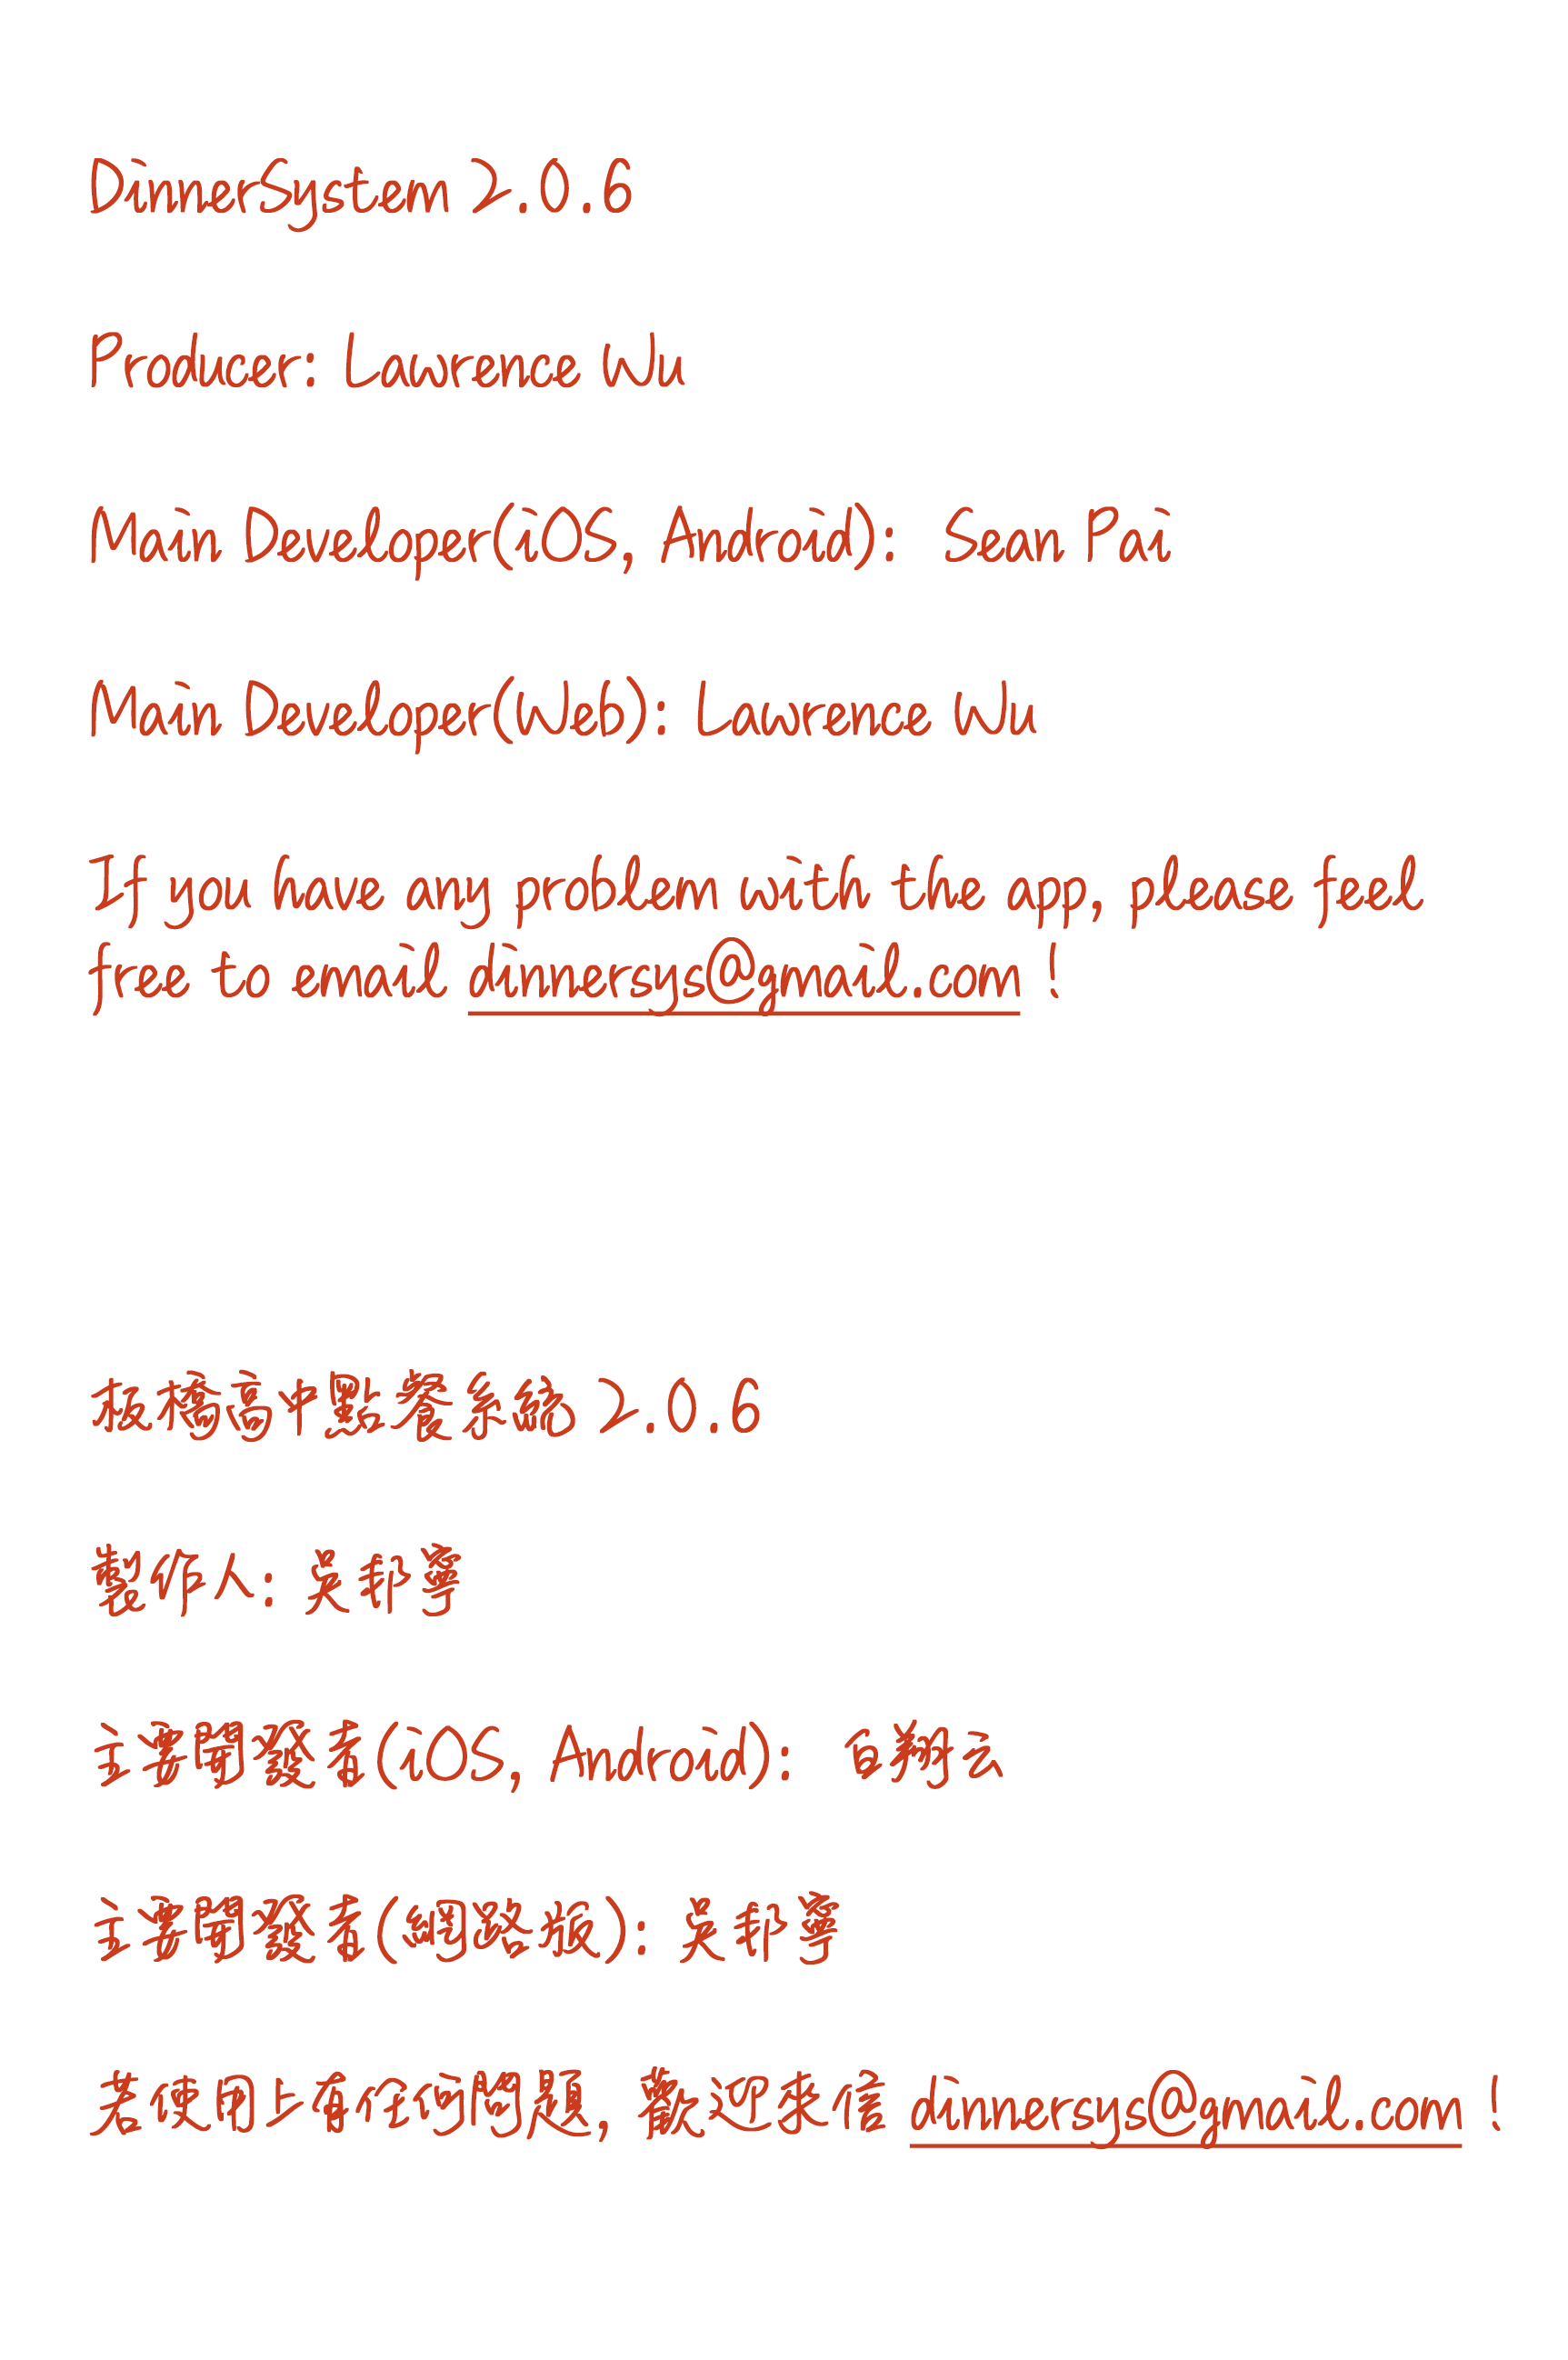 DinnerSystem 2.0.6
Producer: Lawrence Wu
Main Developer(iOS, Android):  Sean Pai
Main Developer(Web): Lawrence Wu
If you have any problem with the app, please feel
free to email dinnersys@gmail.com !
板橋高中點餐系統 2.0.6
製作人: 吳邦寧
主要開發者(iOS, Android):  白翔云
主要開發者(網路版): 吳邦寧
若使用上有任何問題, 歡迎來信 dinnersys@gmail.com !